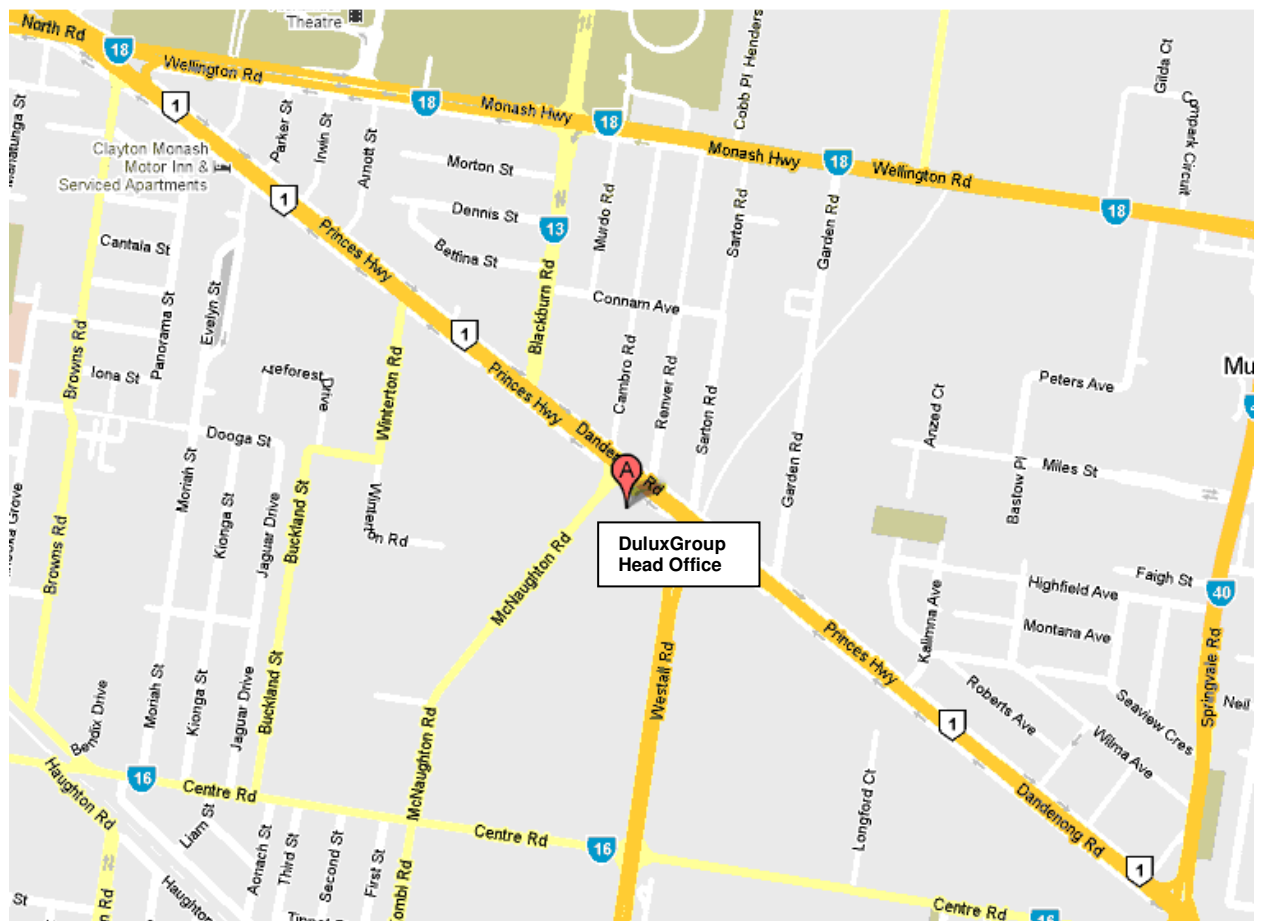 Theatre
North Rd
18
Wellington Rd
1
18
Monash Hwy
18
Monash Hwy
18
Wellington Rd
18
Cobb Pl
Henders
Gilda Ct
Compark Circuit
Parker St
Irwin St
Arnott St
Clayton Monash
Motor Inn &
Serviced Apartments
1
Morton St
Dennis St
Bettina St
13
Murdo Rd
Sarton Rd
Garden Rd
Cantala St
Princes Hwy
Connam Ave
Blackburn Rd
Panorama St
Evelyn St
1
Browns Rd
Iona St
Drive
Winterton Rd
Princes Hwy
Cambro Rd
Renver Rd
Sarton Rd
Peters Ave
Anzed Ct
Mu
Dooga St
Moriah St
A
Rd
Garden Rd
Miles St
Bastow Pl
Browns Rd
Kionga St
Jaguar Drive
Buckland St
Winterton Rd
McNaughton Rd
DuluxGroup
Head Office
Highfield Ave
Faigh St
40
Montana Ave
Kalimna Ave
Princes Hwy
Westall Rd
Springvale Rd
Roberts Ave
Seaview Cres
Neil
Wilma Ave
1
Bendix Drive
Moriah St
Kionga St
Jaguar Drive
Buckland St
McNaughton Rd
Haughton Rd
16
Centre Rd
Liam St
Aonach St
Third St
Second St
First St
Centre Rd
16
Longford Ct
Dandenong Rd
1
Haughton
St
Centre Rd
16